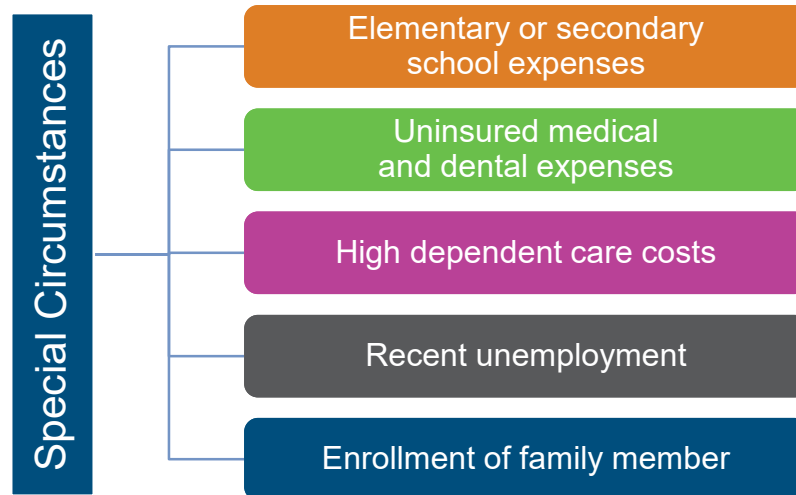 Special Circumstances
Elementary or secondary
school expenses
Uninsured medical
and dental expenses
High dependent care costs
Recent unemployment
Enrollment of family member